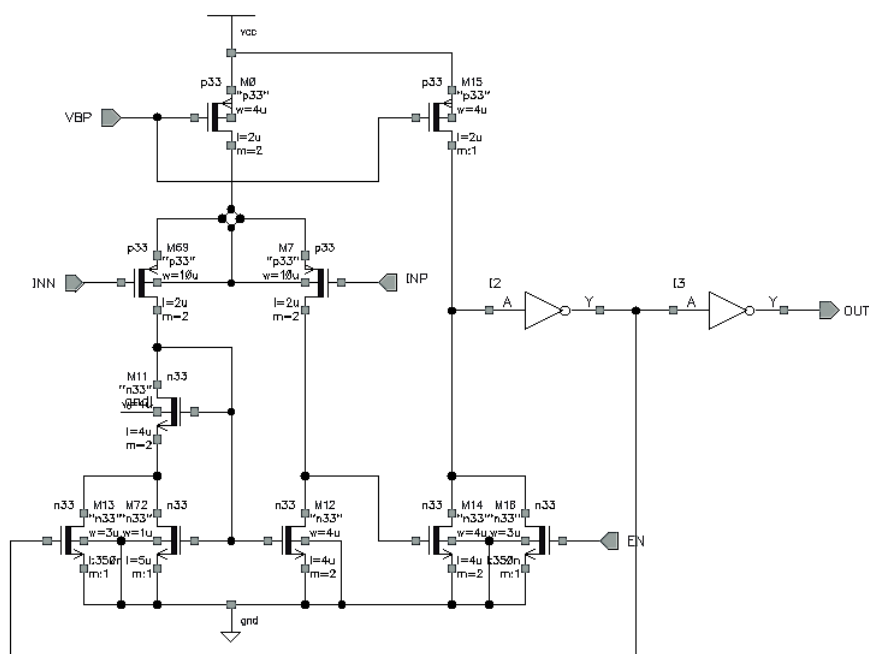 vcc
p33 M0
"p33"
w=4u
l=2u
m=2
p33 M15
"p33"
w=4u
l=2u
m:1
VBP
p33 M69
"p33"
w=10u
l=2u
m=2
M7 p33
"p33"
w=10u
l=2u
m=2
INN
INP
I2
A
Y
I3
A
Y
OUT
M11 n33
"n33"
gnd!
w=4u
l=4u
m=2
n33 M13
"n33"
w=3u
l:350n
m:1
M72 n33
"n33"
w=1u
l=5u
m:1
n33 M12
"n33"
w=4u
l=4u
m=2
n33 M14
"n33"
w=4u
l=4u
m=2
M16 n33
"n33"
w=3u
l:350n
m:1
EN
gnd